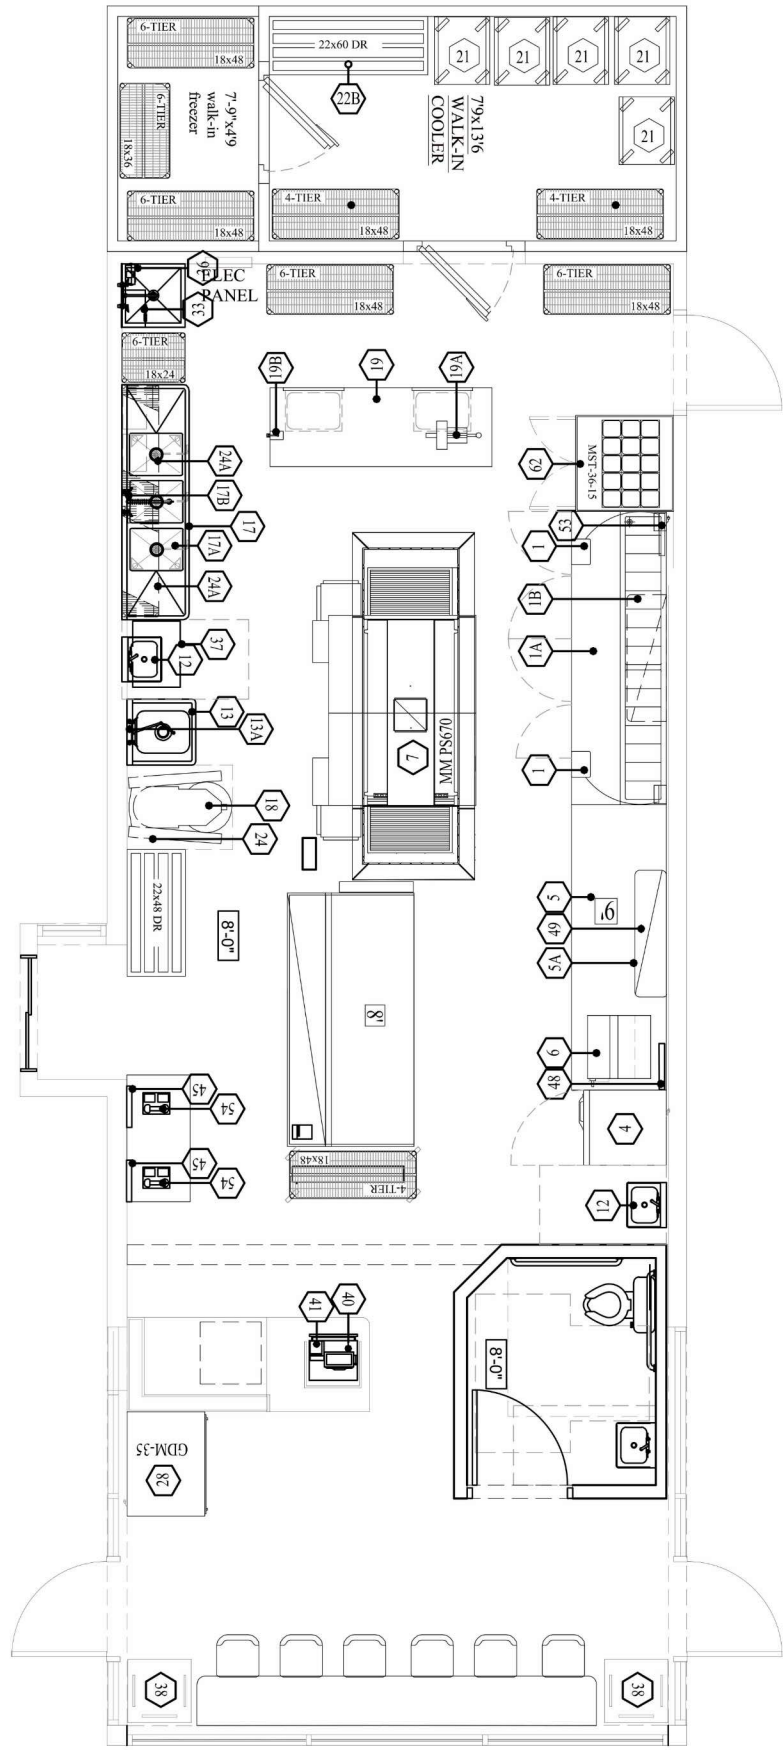 6-TIER
18x48
22x60 DR
22B
21
21
21
21
21
6-TIER
18x36
7'-9"x4'9
walk-in
freezer
7'9x13'6
WALK-IN
COOLER
6-TIER
18x48
4-TIER
18x48
4-TIER
18x48
ELEC
PANEL
33
6-TIER
18x48
6-TIER
18x48
6-TIER
18x24
19B
19
19A
62
MST-36-15
24A
17B
17
17A
24A
53
1
1B
1A
1
37
12
13
13A
7
MM PS670
18
24
22x48 DR
8'-0"
8'
5
6'
49
5A
6
48
4
45
54
45
54
18x48
4-TIER
12
41
40
8'-0"
GDM-35
28
38
38